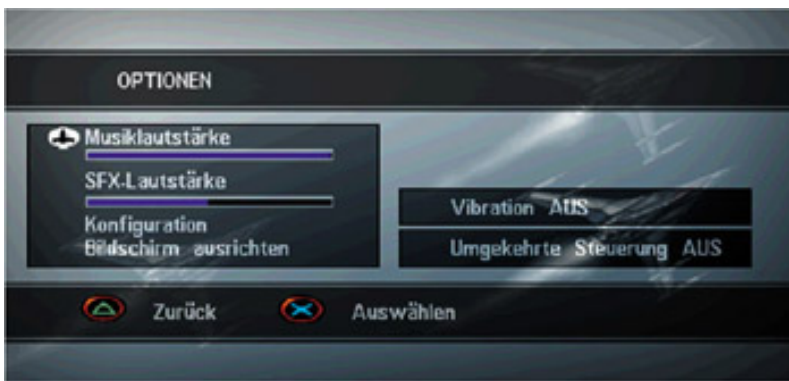 OPTIONEN
Musiklautstärke
SFX-Lautstärke
Konfiguration
Bildschirm ausrichten
Vibration AUS
Umgekehrte Steuerung AUS
Zurück Auswählen